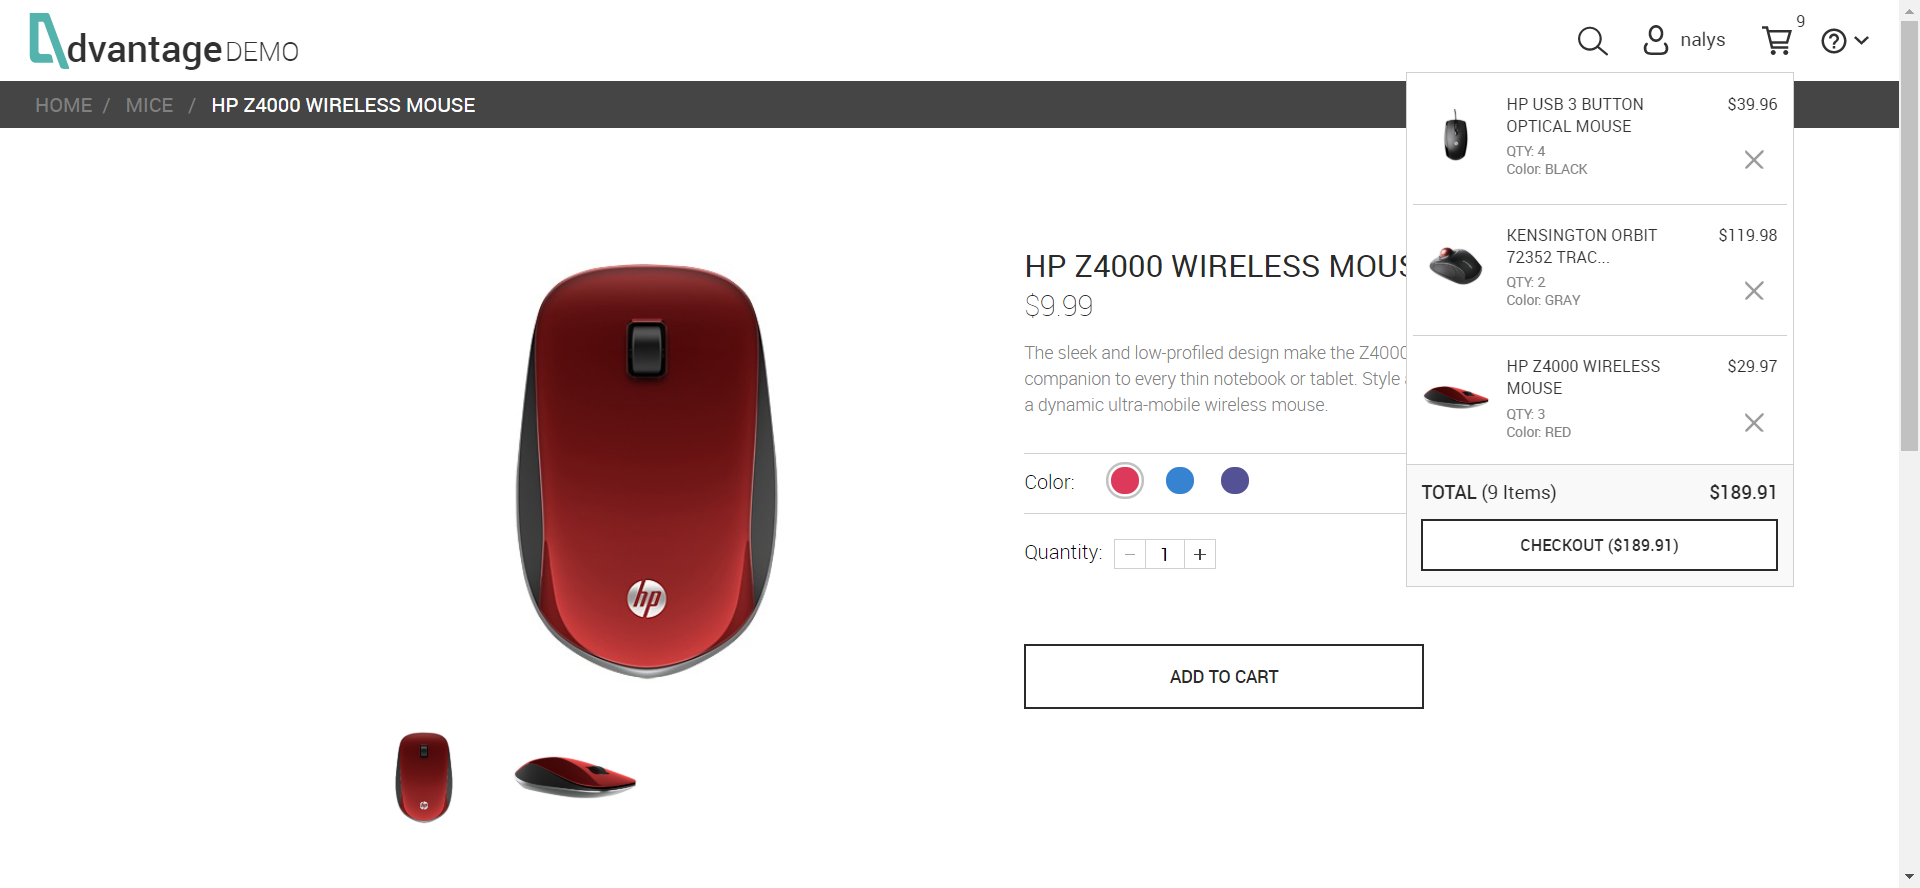 dvantage DEMO
nalys
9
HOME / MICE / HP Z4000 WIRELESS MOUSE
HP USB 3 BUTTON
OPTICAL MOUSE
$39.96
QTY: 4
Color: BLACK
KENSINGTON ORBIT
72352 TRAC...
$119.98
QTY: 2
Color: GRAY
HP Z4000 WIRELESS
MOUSE
$29.97
QTY: 3
Color: RED
TOTAL (9 Items)
$189.91
CHECKOUT ($189.91)
HP Z4000 WIRELESS MOUS
$9.99
The sleek and low-profiled design make the Z4000
companion to every thin notebook or tablet. Style
a dynamic ultra-mobile wireless mouse.
Color:
Quantity:
− 1 +
ADD TO CART
hp
hp